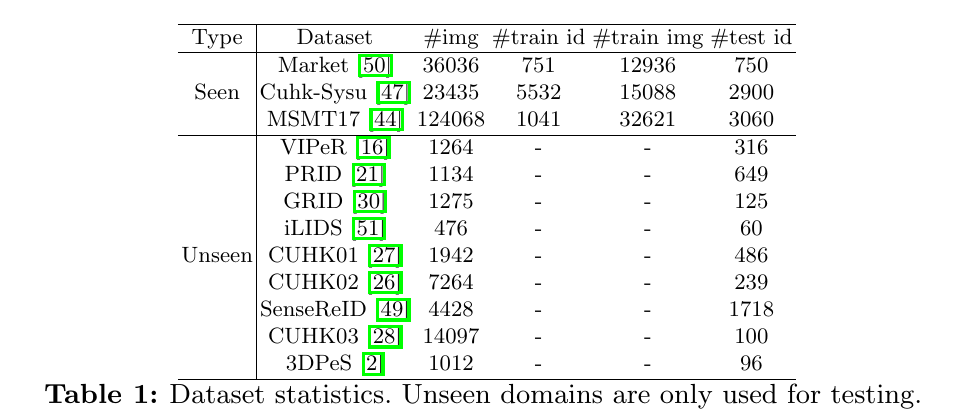 Type Dataset #img #train id #train img #test id
Market [50] 36036 751 12936 750
Seen Cuhk-Sysu [47] 23435 5532 15088 2900
MSMT17 [44] 124068 1041 32621 3060
VIPeR [16] 1264 - - 316
PRID [21] 1134 - - 649
GRID [30] 1275 - - 125
iLIDS [51] 476 - - 60
Unseen CUHK01 [27] 1942 - - 486
CUHK02 [26] 7264 - - 239
SenseReID [49] 4428 - - 1718
CUHK03 [28] 14097 - - 100
3DPeS [2] 1012 - - 96
Table 1: Dataset statistics. Unseen domains are only used for testing.